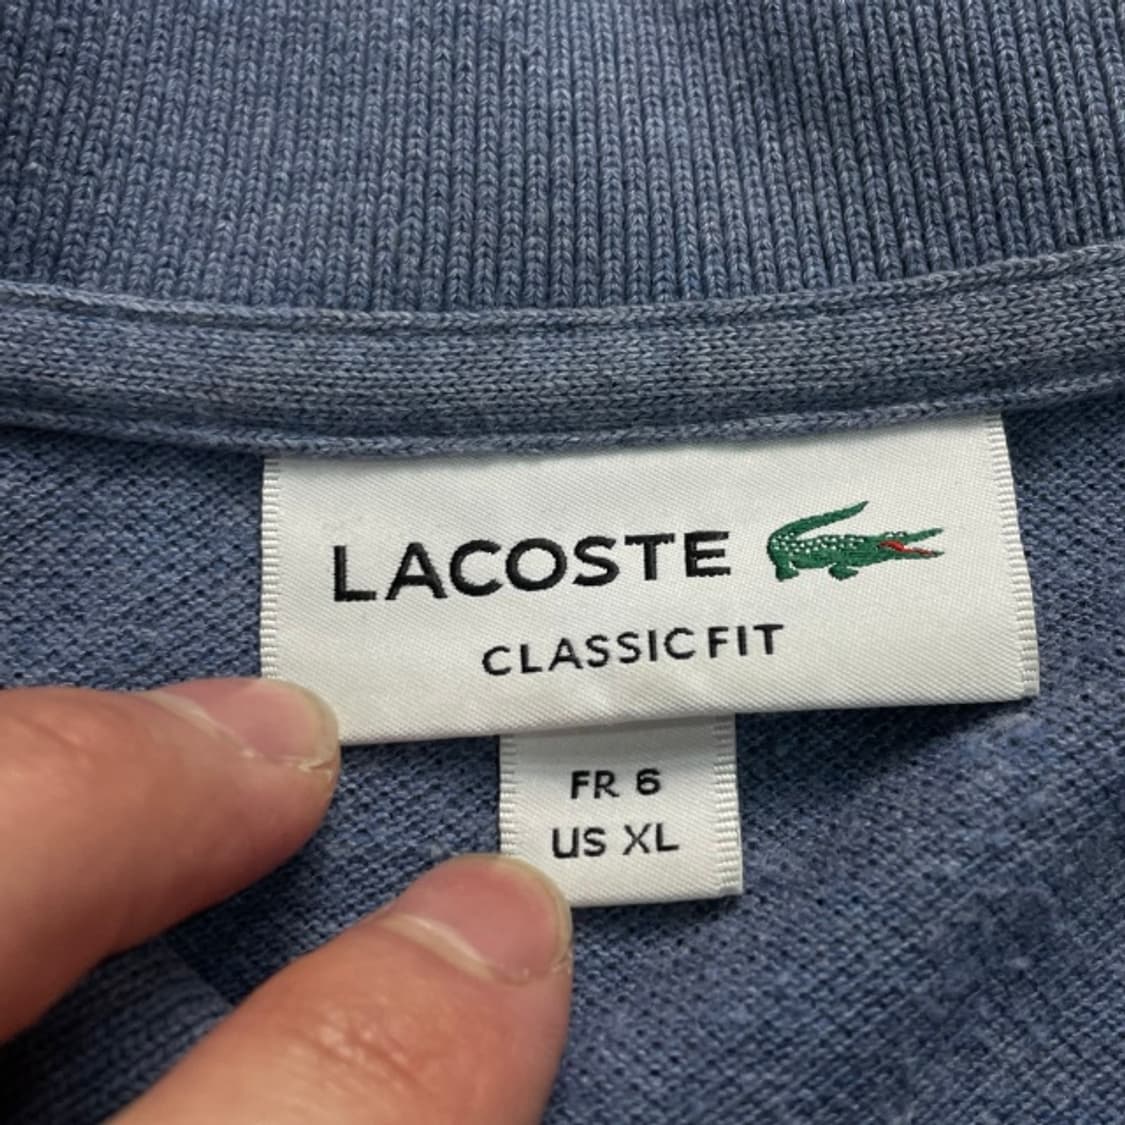 LACOSTE
CLASSIC FIT
FR 6
US XL